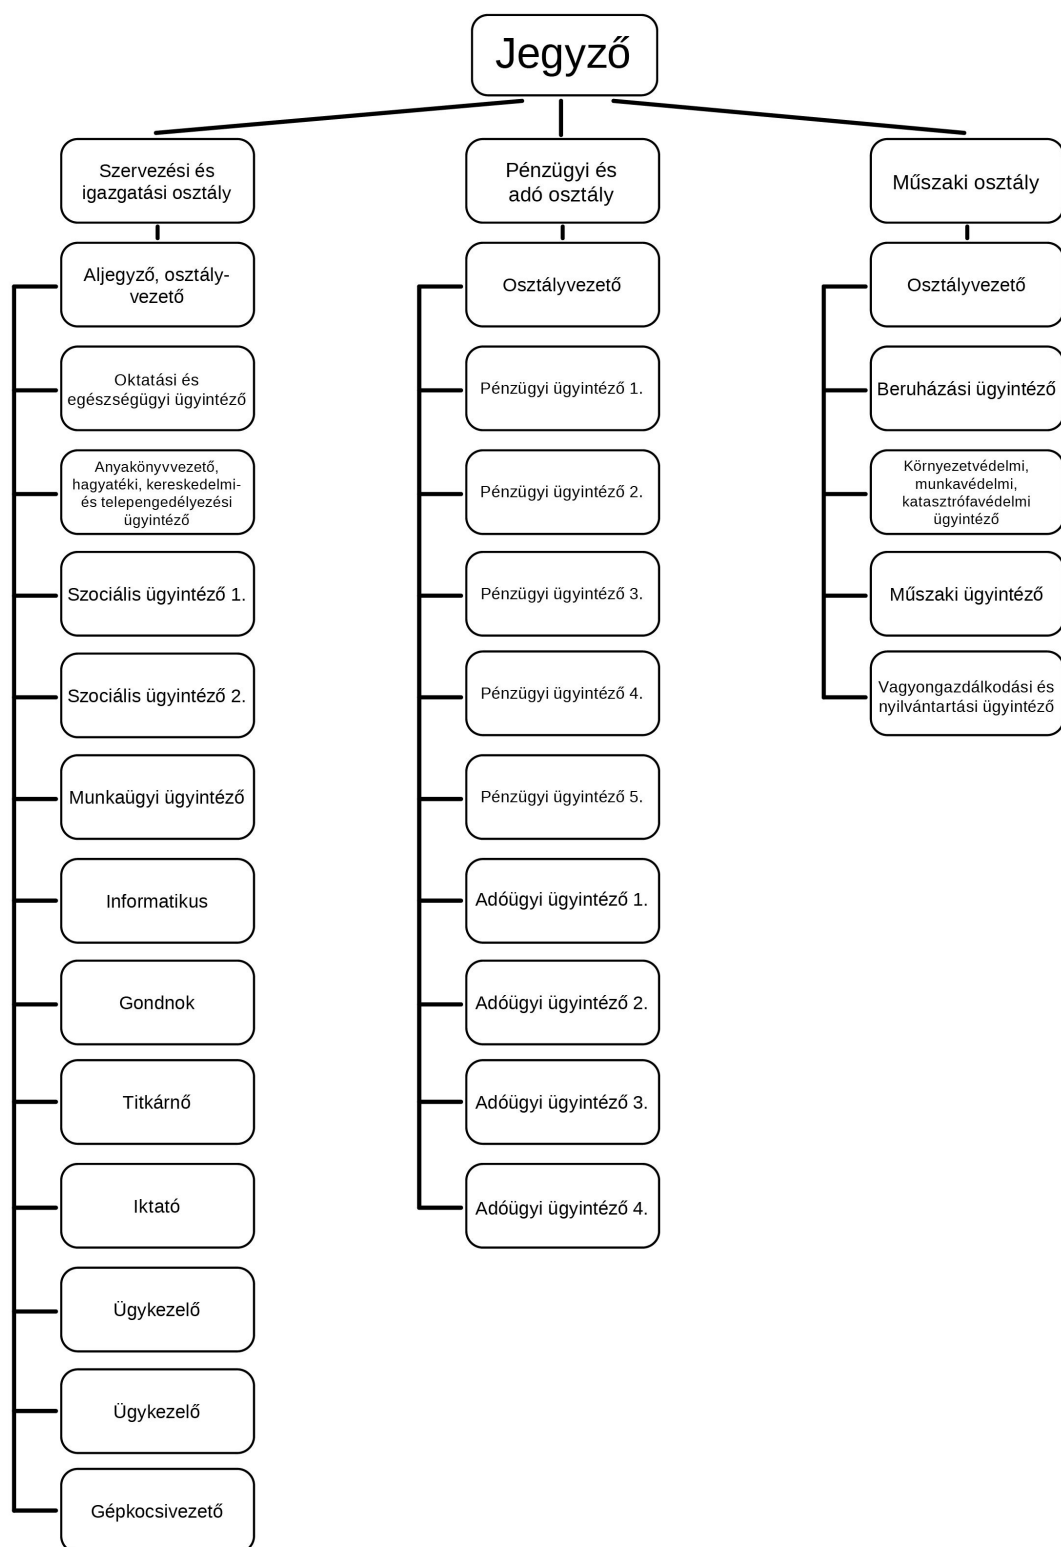 Jegyző
Szervezési és
igazgatási osztály
Aljegyző, osztály-
vezető
Oktatási és
egészségügyi ügyintéző
Anyakönyvvezető,
hagyatéki, kereskedelmi-
és telepengedélyezési
ügyintéző
Szociális ügyintéző 1.
Szociális ügyintéző 2.
Munkaügyi ügyintéző
Informatikus
Gondnok
Titkárnő
Iktató
Ügykezelő
Ügykezelő
Gépkocsivezető
Pénzügyi és
adó osztály
Osztályvezető
Pénzügyi ügyintéző 1.
Pénzügyi ügyintéző 2.
Pénzügyi ügyintéző 3.
Pénzügyi ügyintéző 4.
Pénzügyi ügyintéző 5.
Adóügyi ügyintéző 1.
Adóügyi ügyintéző 2.
Adóügyi ügyintéző 3.
Adóügyi ügyintéző 4.
Műszaki osztály
Osztályvezető
Beruházási ügyintéző
Környezetvédelmi,
munkavédelmi,
katasztrófavédelmi
ügyintéző
Műszaki ügyintéző
Vagyongazdálkodási és
nyilvántartási ügyintéző